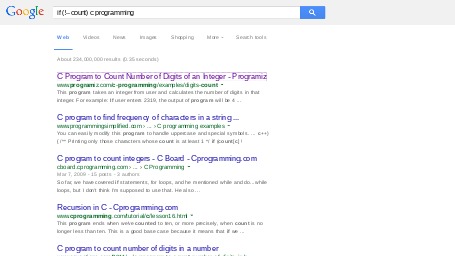 Google if (!--count) c programming
Web Videos News Images Shopping More Search tools
About 234,000,000 results (0.35 seconds)
C Program to Count Number of Digits of an Integer - Programiz
www.programiz.com/c-programming/examples/digits-count
This program takes an integer from user and calculates the number of digits in that
integer. For example: If user enters 2319, the output of program will be 4 ...
C program to find frequency of characters in a string ...
www.programmingsimplified.com › ... › C programming examples
You can easily modify this program to handle uppercase and special symbols. ... c++)
{ /** Printing only those characters whose count is at least 1 */ if (count[c] !
C program to count integers - C Board - Cprogramming.com
cboard.cprogramming.com › ... › C Programming
Mar 7, 2009 - 15 posts - 3 authors
So far, we have covered if statements, for loops, and he mentioned while and do...while
loops, but I don't think I'm supposed to use that. He also ...
Recursion in C - Cprogramming.com
www.cprogramming.com/tutorial/c/lesson16.html
This program ends when we've counted to ten, or more precisely, when count is no
longer less than ten. This is a good base case because it means that if we ...
C program to count number of digits in a number